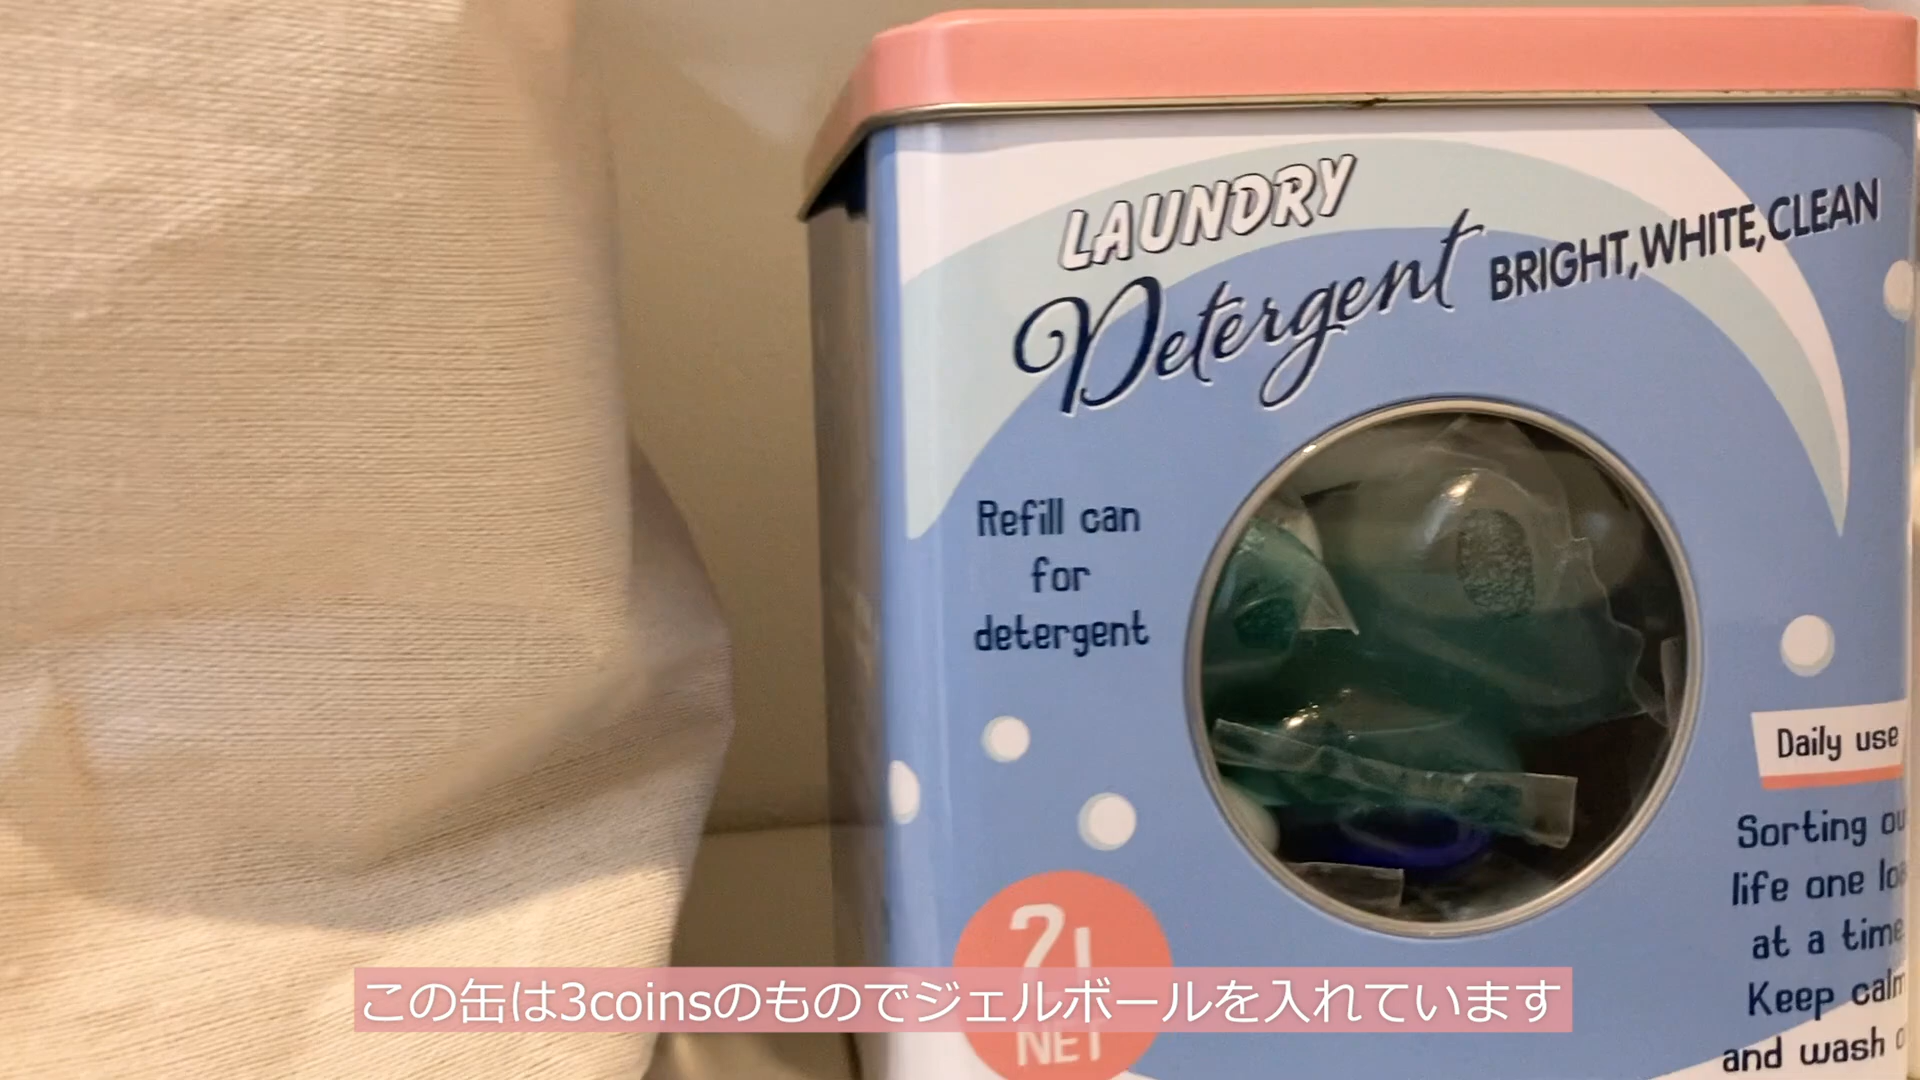 LAUNDRY
Detergent
BRIGHT,WHITE,CLEAN
Refill can
for
detergent
Daily use
Sorting
life one
at a time
Keep calm
and wash
NET
この缶は3coinsのものでジェルボールを入れています